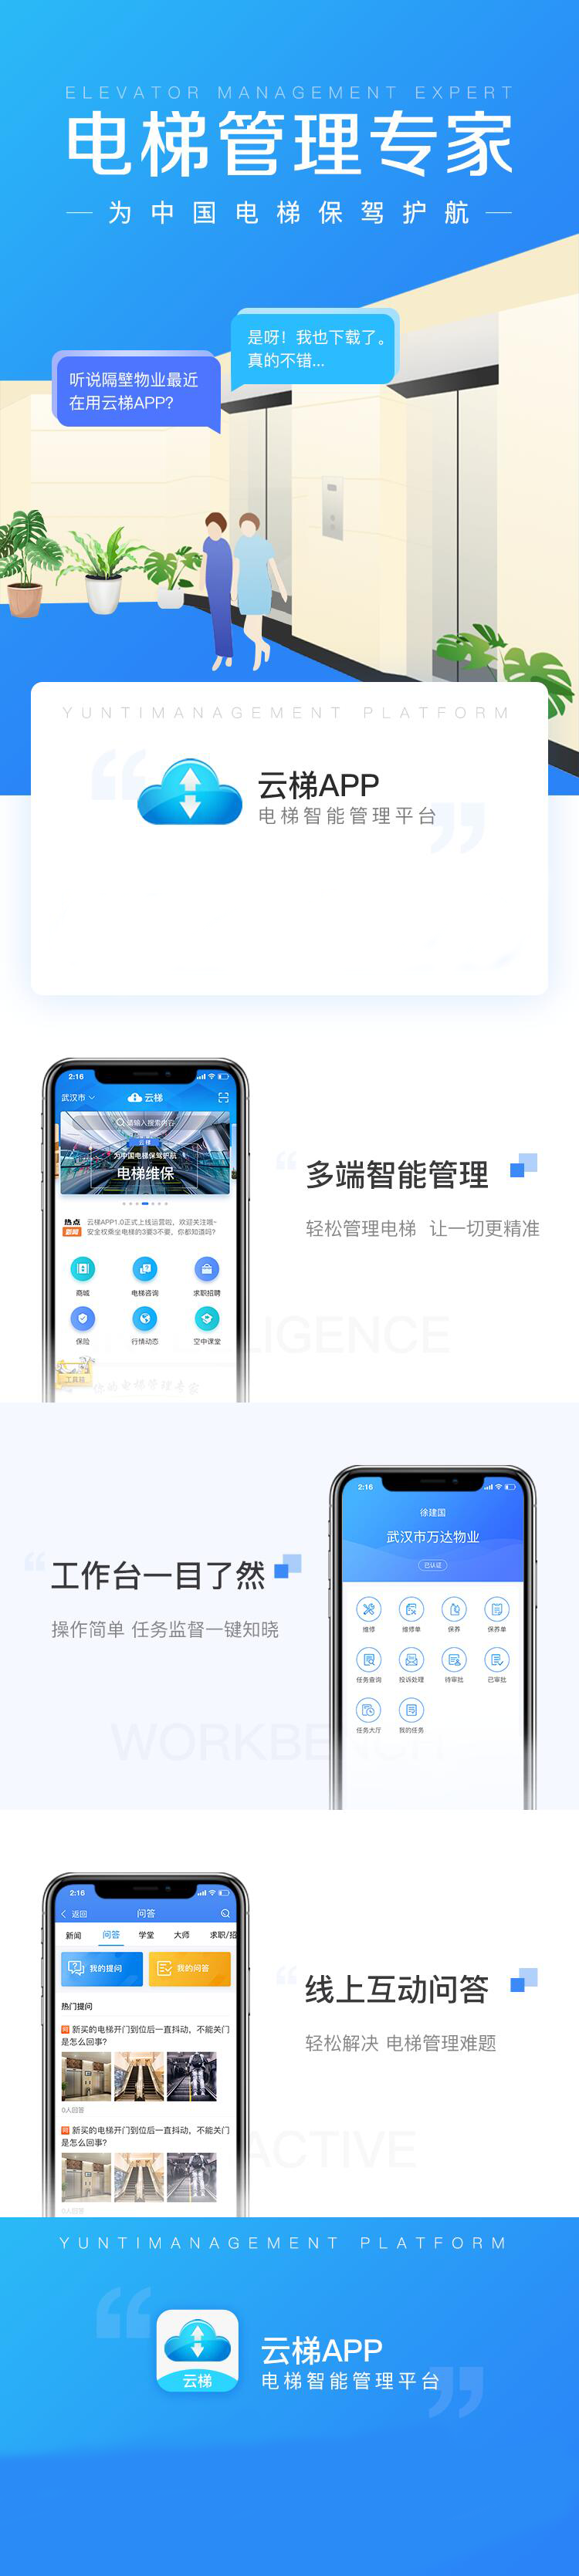 ELEVATOR MANAGEMENT EXPERT
电梯管理专家
为中国电梯保驾护航
是呀！我也下载了。
真的不错...
听说隔壁物业最近
在用云梯APP?
YUNTIMANAGEMENT PLATFORM
云梯APP
电梯智能管理平台
2:16
武汉市
云梯
请输入搜索内容
云梯
为中国电梯保驾护航
电梯维保
热点
云梯APP1.0正式上线运营啦，欢迎关注哦~
安全权乘坐电梯的3要3不要，你都知道吗?
商城
电梯咨询
求职招聘
保险
行情动态
空中课堂
工具箱
你的电梯管理专家
多端智能管理
轻松管理电梯 让一切更精准
LIGENCE
工作台一目了然
操作简单 任务监督一键知晓
WORKBENCH
2:16
徐建国
武汉市万达物业
已认证
维修
维修单
保养
保养单
任务查询
投诉处理
待审批
已审批
任务大厅
我的任务
2:16
返回
问答
新闻
问答
学堂
大师
求职/招
我的提问
我的问答
热门提问
问 新买的电梯开门到位后一直抖动，不能关门
是怎么回事?
0人回答
问 新买的电梯开门到位后一直抖动，不能关门
是怎么回事?
0人回答
线上互动问答
轻松解决 电梯管理难题
ACTIVE
YUNTIMANAGEMENT PLATFORM
云梯
云梯APP
电梯智能管理平台